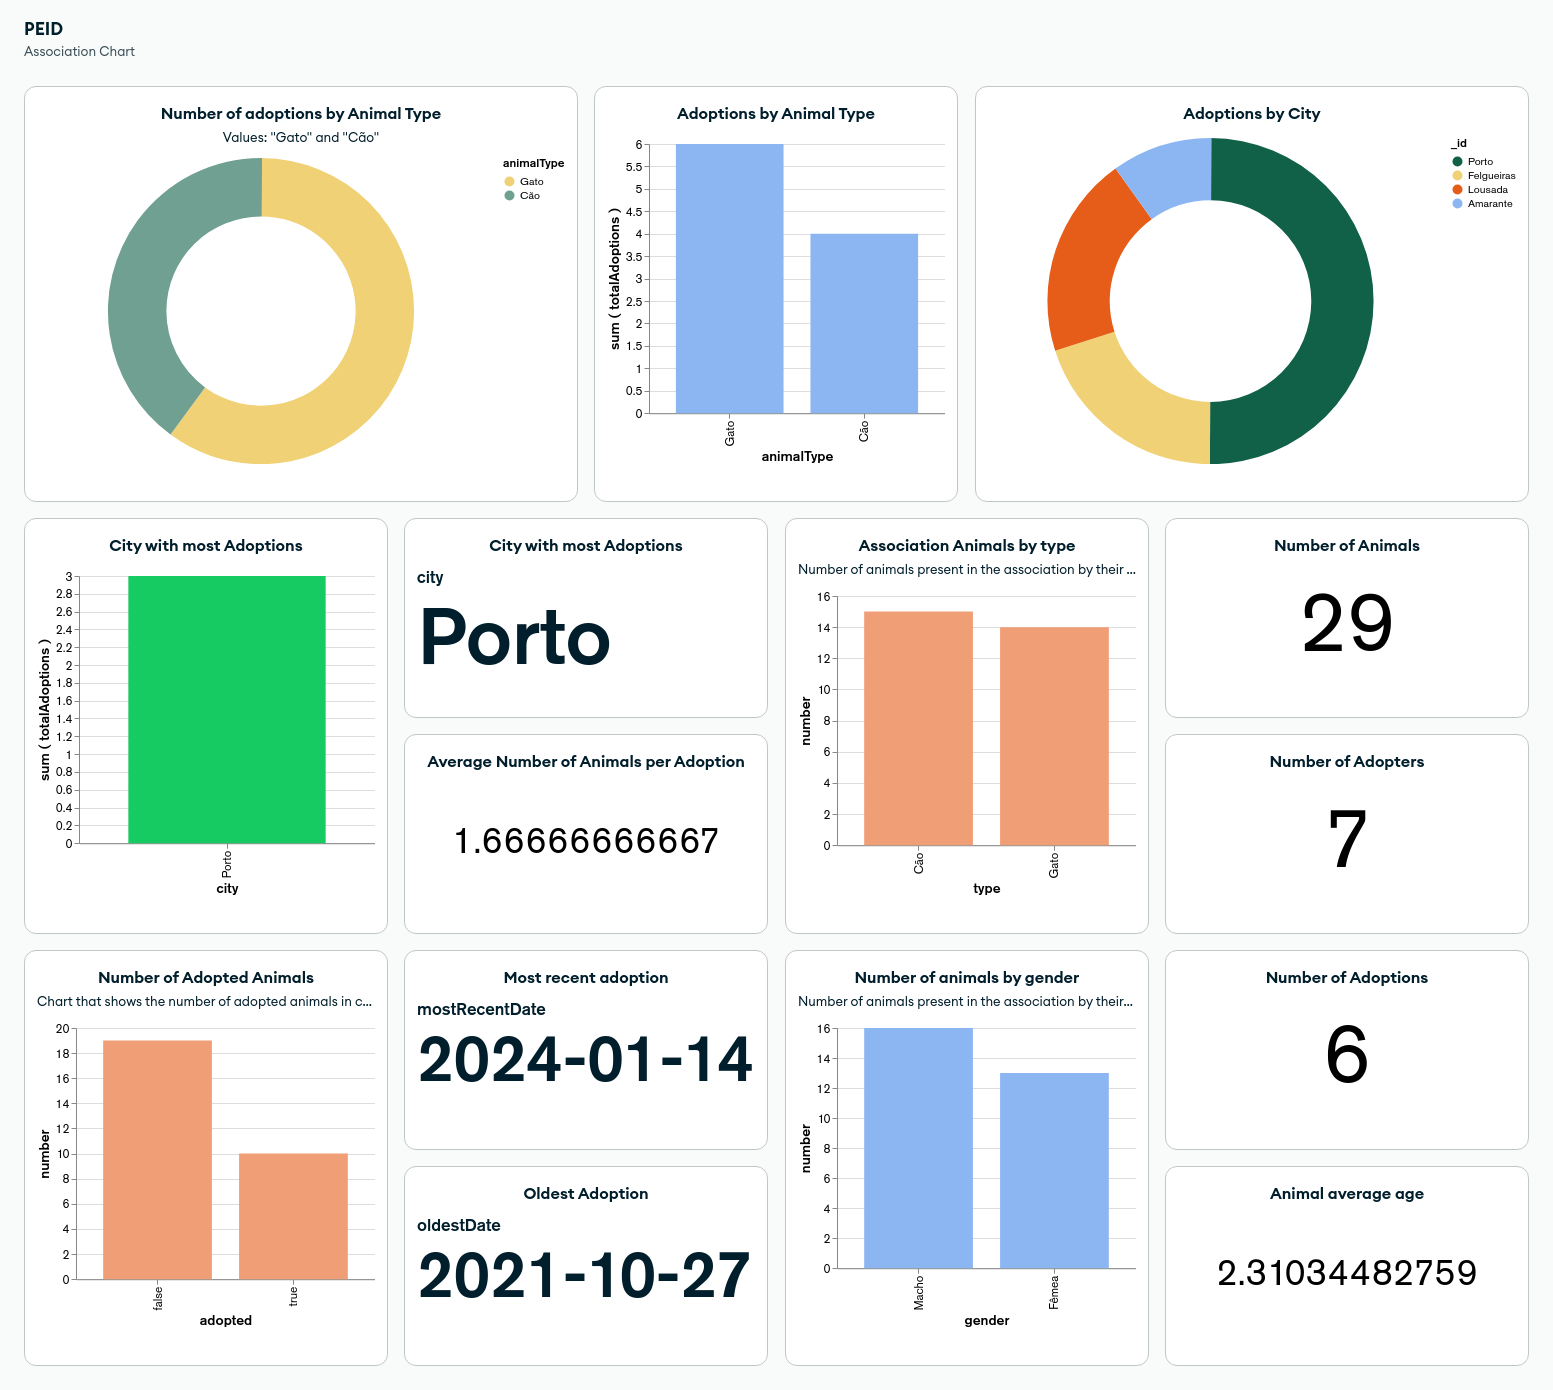 PEID
Association Chart
Number of adoptions by Animal Type
Values: "Gato" and "Cão"
animalType
Gato
Cão
Adoptions by Animal Type
6
5.5
5
4.5
4
3.5
3
2.5
2
1.5
1
0.5
0
sum ( totalAdoptions )
Gato
Cão
animalType
Adoptions by City
_id
Porto
Felgueiras
Lousada
Amarante
City with most Adoptions
3
2.8
2.6
2.4
2.2
2
1.8
1.6
1.4
1.2
1
0.8
0.6
0.4
0.2
0
sum ( totalAdoptions )
Porto
city
City with most Adoptions
city
Porto
Average Number of Animals per Adoption
1.66666666667
Association Animals by type
Number of animals present in the association by their ...
16
14
12
10
8
6
4
2
0
number
Cão
Gato
type
Number of Animals
29
Number of Adopters
7
Number of Adopted Animals
Chart that shows the number of adopted animals in c...
20
18
16
14
12
10
8
6
4
2
0
number
false
true
adopted
Most recent adoption
mostRecentDate
2024-01-14
Oldest Adoption
oldestDate
2021-10-27
Number of animals by gender
Number of animals present in the association by their...
16
14
12
10
8
6
4
2
0
number
Macho
Fêmea
gender
Number of Adoptions
6
Animal average age
2.31034482759